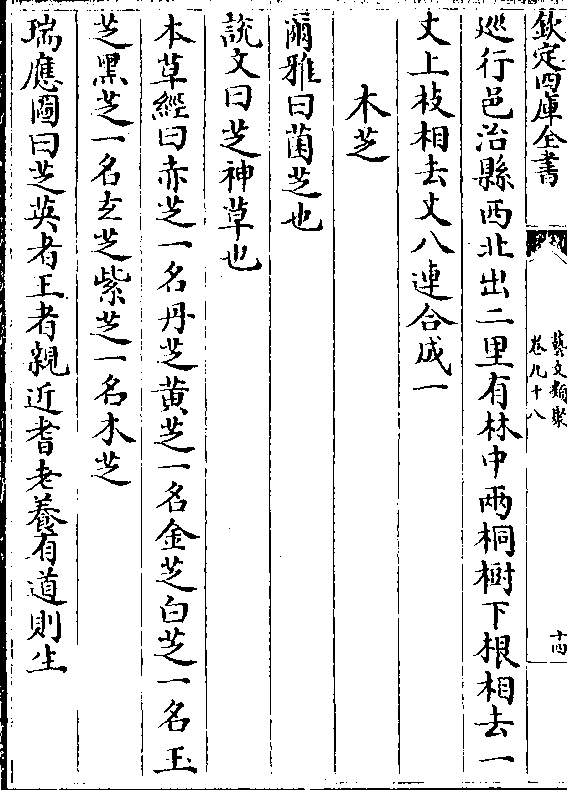 欽定四庫全書
藝文類聚
卷九十八
十四
巡行邑治縣西北出二里有林中兩桐樹下根相去一
丈上枝相去丈八連合成一
木芝
爾雅曰菌芝也
說文曰芝神草也
本草經曰赤芝一名丹芝黄芝一名金芝白芝一名玉
芝黑芝一名玄芝紫芝一名木芝
瑞應圖曰芝英者王者親近耆老養有道則生